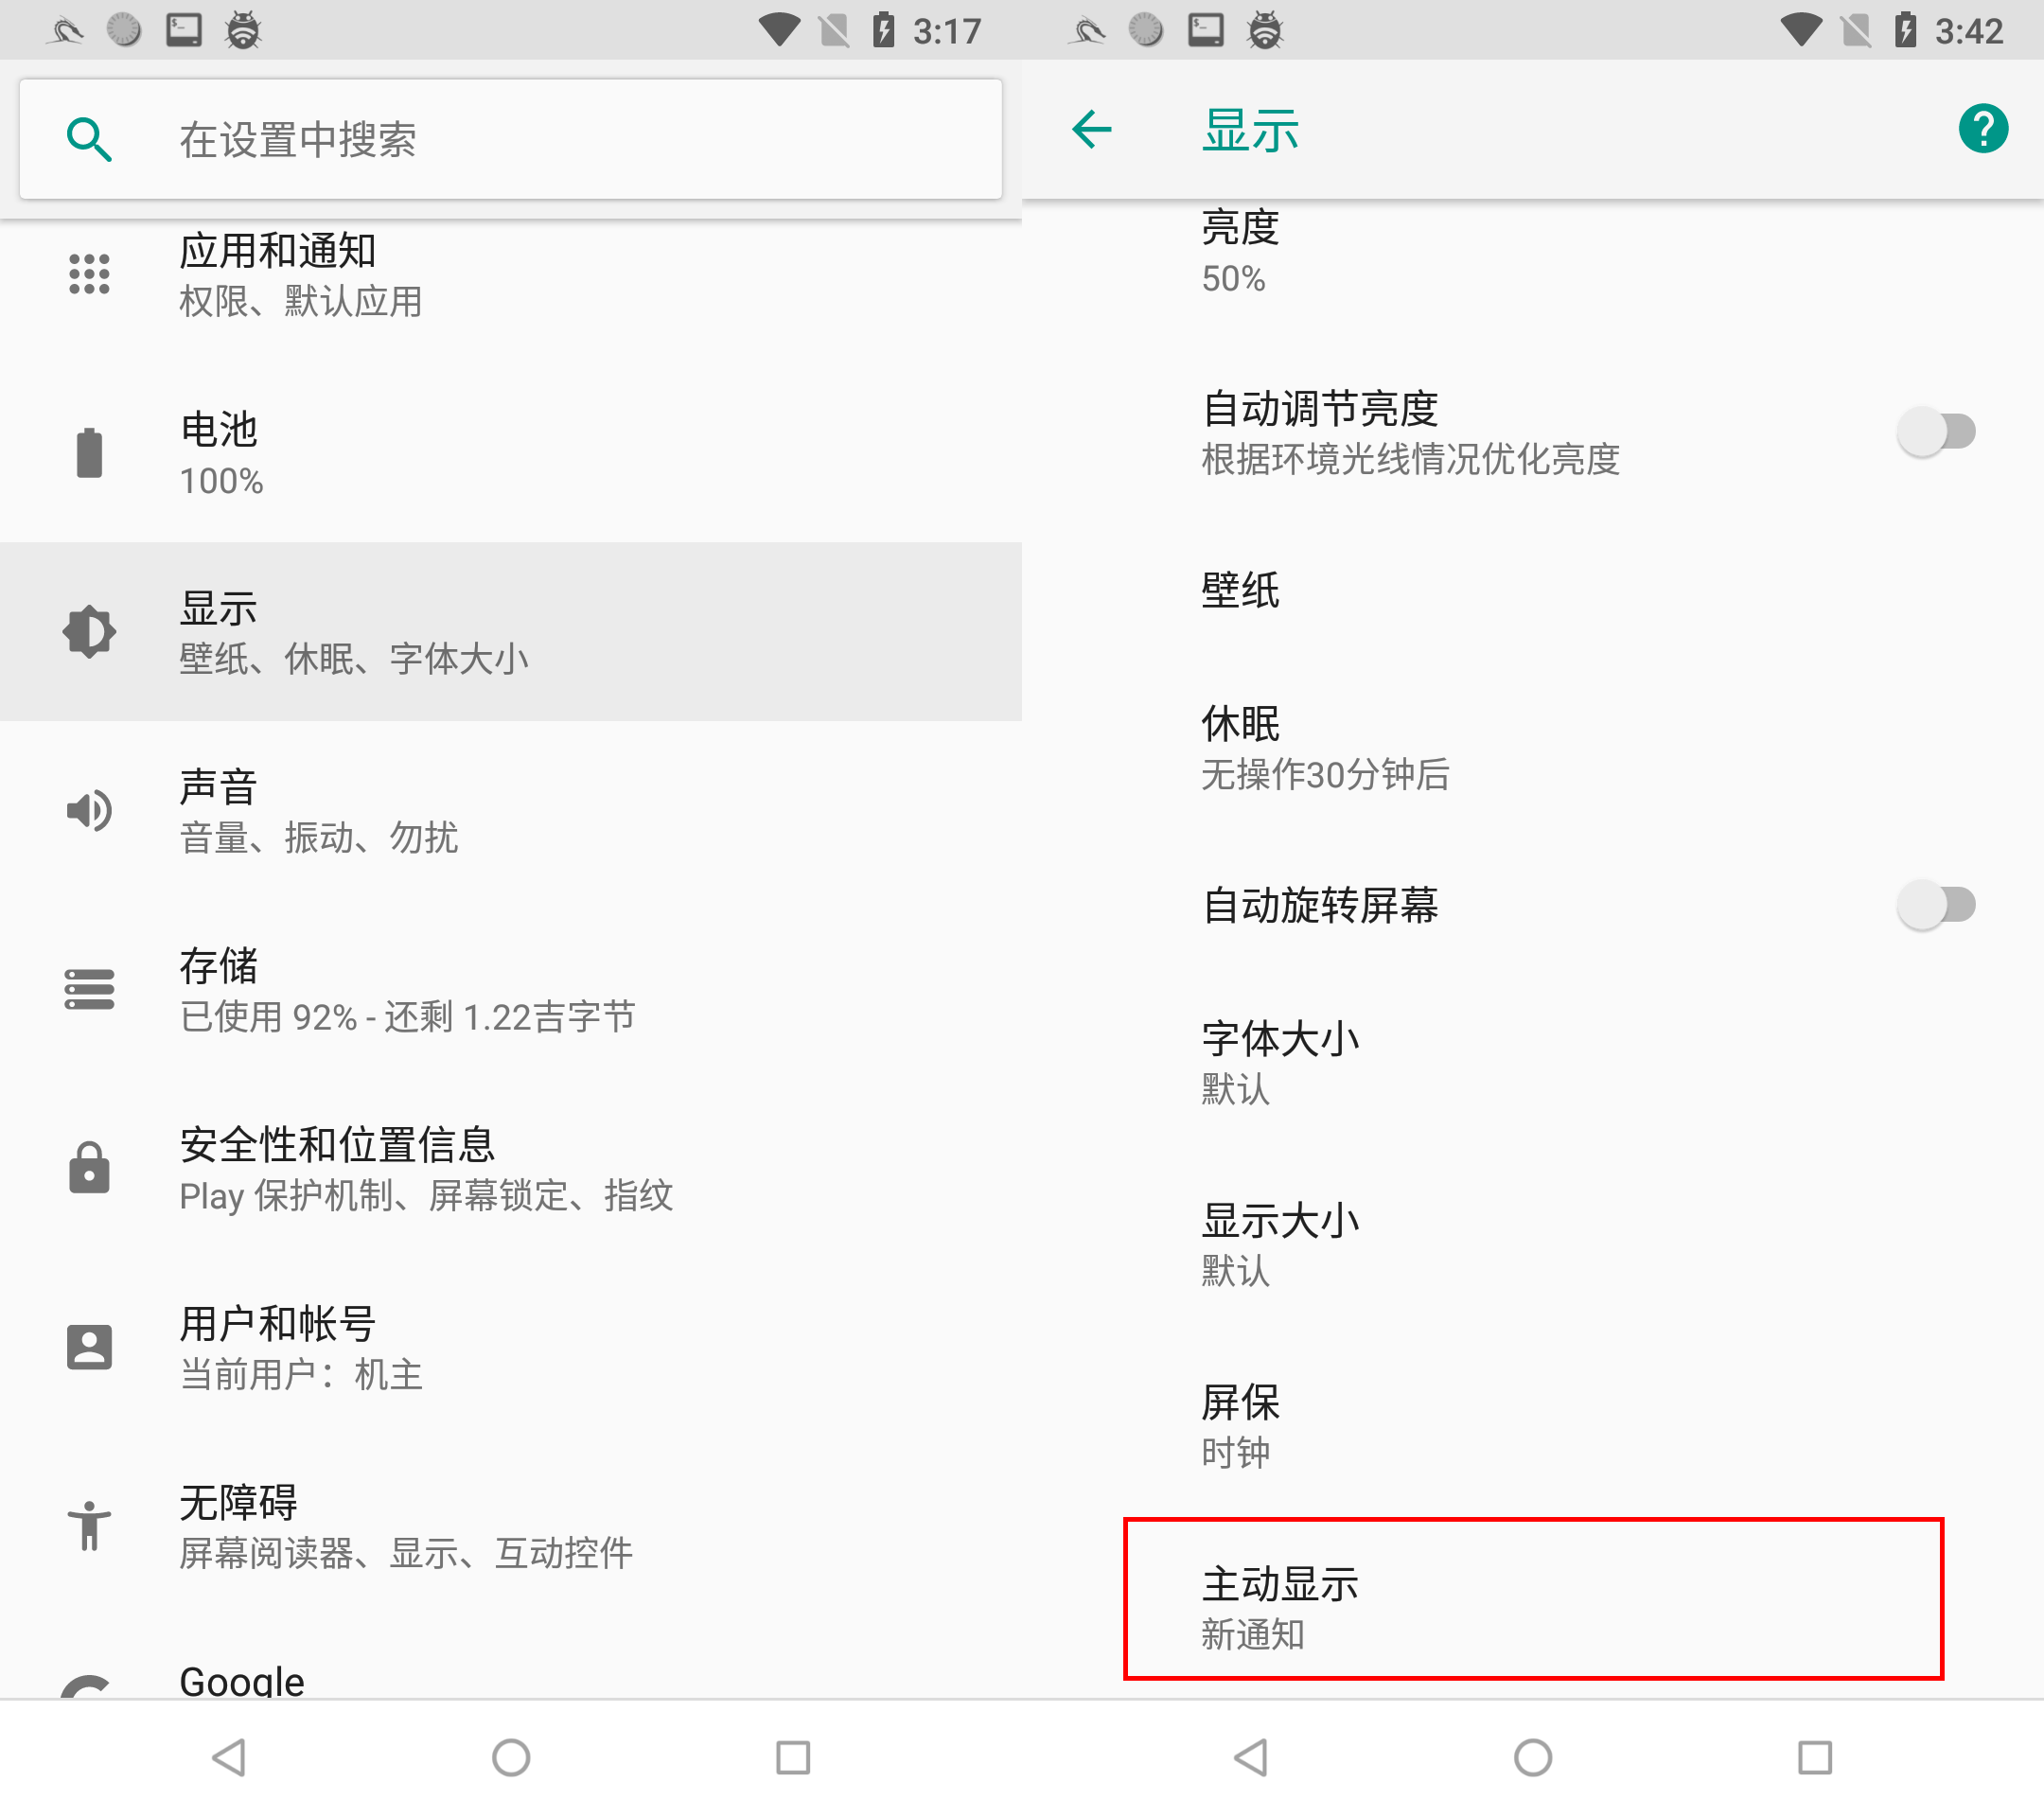 3:17
在设置中搜索
应用和通知
权限、默认应用
电池
100%
显示
壁纸、休眠、字体大小
声音
音量、振动、勿扰
存储
已使用 92% - 还剩 1.22吉字节
安全性和位置信息
Play 保护机制、屏幕锁定、指纹
用户和帐号
当前用户：机主
无障碍
屏幕阅读器、显示、互动控件
Google
3:42
显示
亮度
50%
自动调节亮度
根据环境光线情况优化亮度
壁纸
休眠
无操作30分钟后
自动旋转屏幕
字体大小
默认
显示大小
默认
屏保
时钟
主动显示
新通知